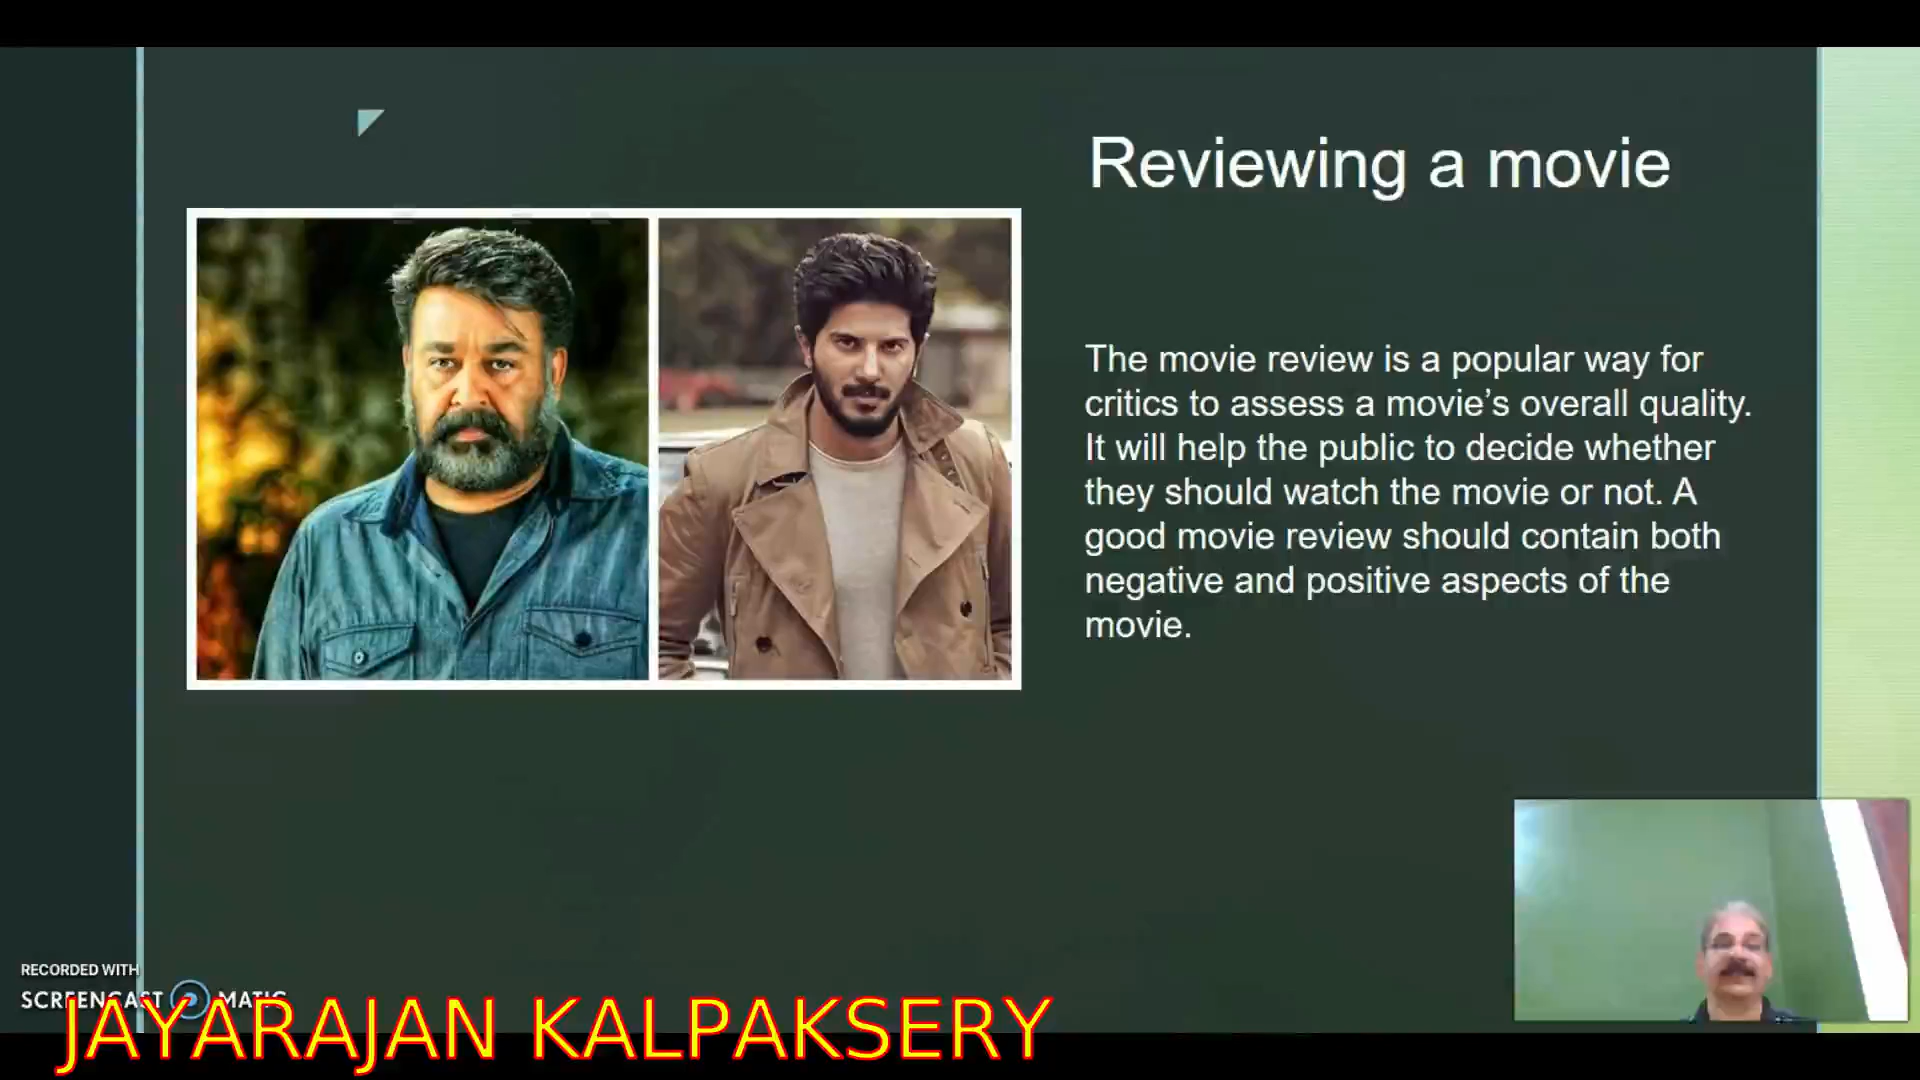 Reviewing a movie
The movie review is a popular way for
critics to assess a movie’s overall quality.
It will help the public to decide whether
they should watch the movie or not. A
good movie review should contain both
negative and positive aspects of the
movie.
RECORDED WITH
SCREENCAST MATIC
JAYARAJAN KALPAKSERY